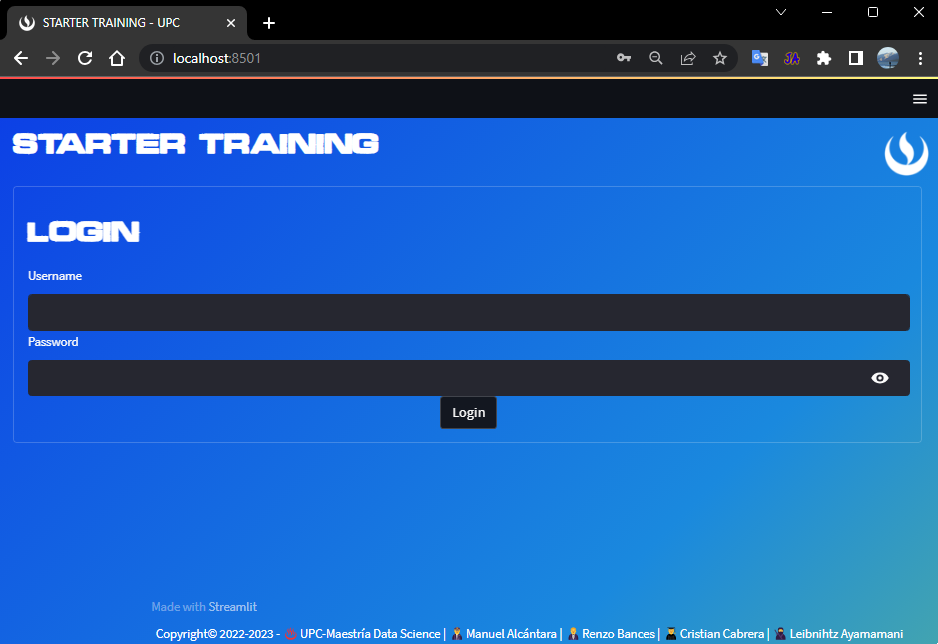 STARTER TRAINING - UPC
localhost:8501
STARTER TRAINING
LOGIN
Username
Password
Login
Made with Streamlit
Copyright© 2022-2023 - UPC-Maestría Data Science | Manuel Alcántara | Renzo Bances | Cristian Cabrera | Leibnihtz Ayamamani